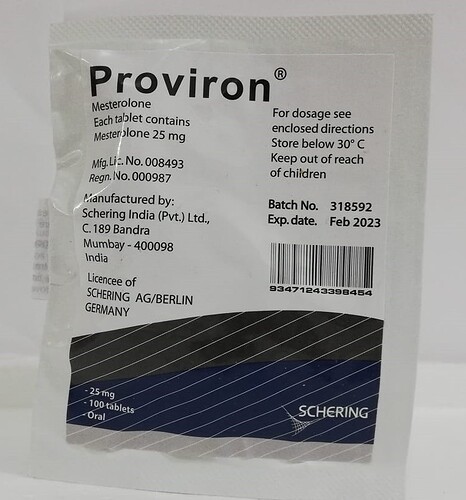 Proviron®
Mesterolone
Each tablet contains
Mesterolone 25 mg
Mfg. Lic. No. 008493
Regn. No. 000987
Manufactured by:
Schering India (Pvt.) Ltd.,
C. 189 Bandra
Mumbay - 400098
India
Licencee of
SCHERING AG/BERLIN
GERMANY
For dosage see
enclosed directions
Store below 30° C
Keep out of reach
of children
Batch No. 318592
Exp. date. Feb 2023
93471243398454
- 25 mg
- 100 tablets
- Oral
SCHERING